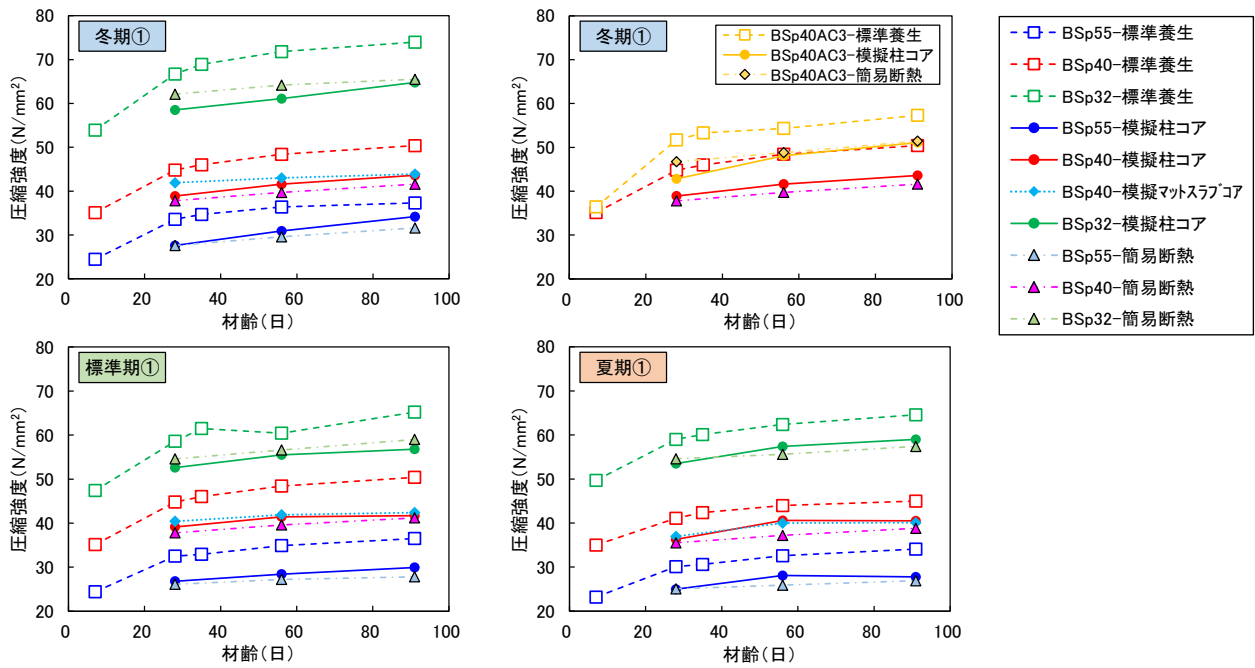 冬期①
圧縮強度(N/mm²)
80
70
60
50
40
30
20
0
20
40
60
80
100
材齢(日)
冬期①
BSp40AC3-標準養生
BSp40AC3-模擬柱コア
BSp40AC3-簡易断熱
圧縮強度(N/mm²)
80
70
60
50
40
30
20
0
20
40
60
80
100
材齢(日)
BSp55-標準養生
BSp40-標準養生
BSp32-標準養生
BSp55-模擬柱コア
BSp40-模擬柱コア
BSp40-模擬マットスラブコア
BSp32-模擬柱コア
BSp55-簡易断熱
BSp40-簡易断熱
BSp32-簡易断熱
標準期①
圧縮強度(N/mm²)
80
70
60
50
40
30
20
0
20
40
60
80
100
材齢(日)
夏期①
圧縮強度(N/mm²)
80
70
60
50
40
30
20
0
20
40
60
80
100
材齢(日)